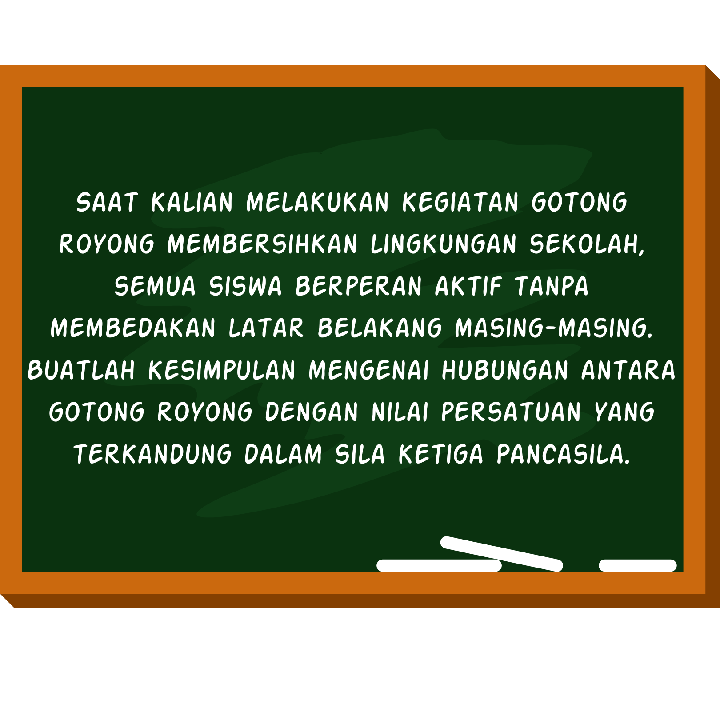 SAAT KALIAN MELAKUKAN KEGIATAN GOTONG
ROYONG MEMBERSIHKAN LINGKUNGAN SEKOLAH,
SEMUA SISWA BERPERAN AKTIF TANPA
MEMBEDAKAN LATAR BELAKANG MASING-MASING.
BUATLAH KESIMPULAN MENGENAI HUBUNGAN ANTARA
GOTONG ROYONG DENGAN NILAI PERSATUAN YANG
TERKANDUNG DALAM SILA KETIGA PANCASILA.